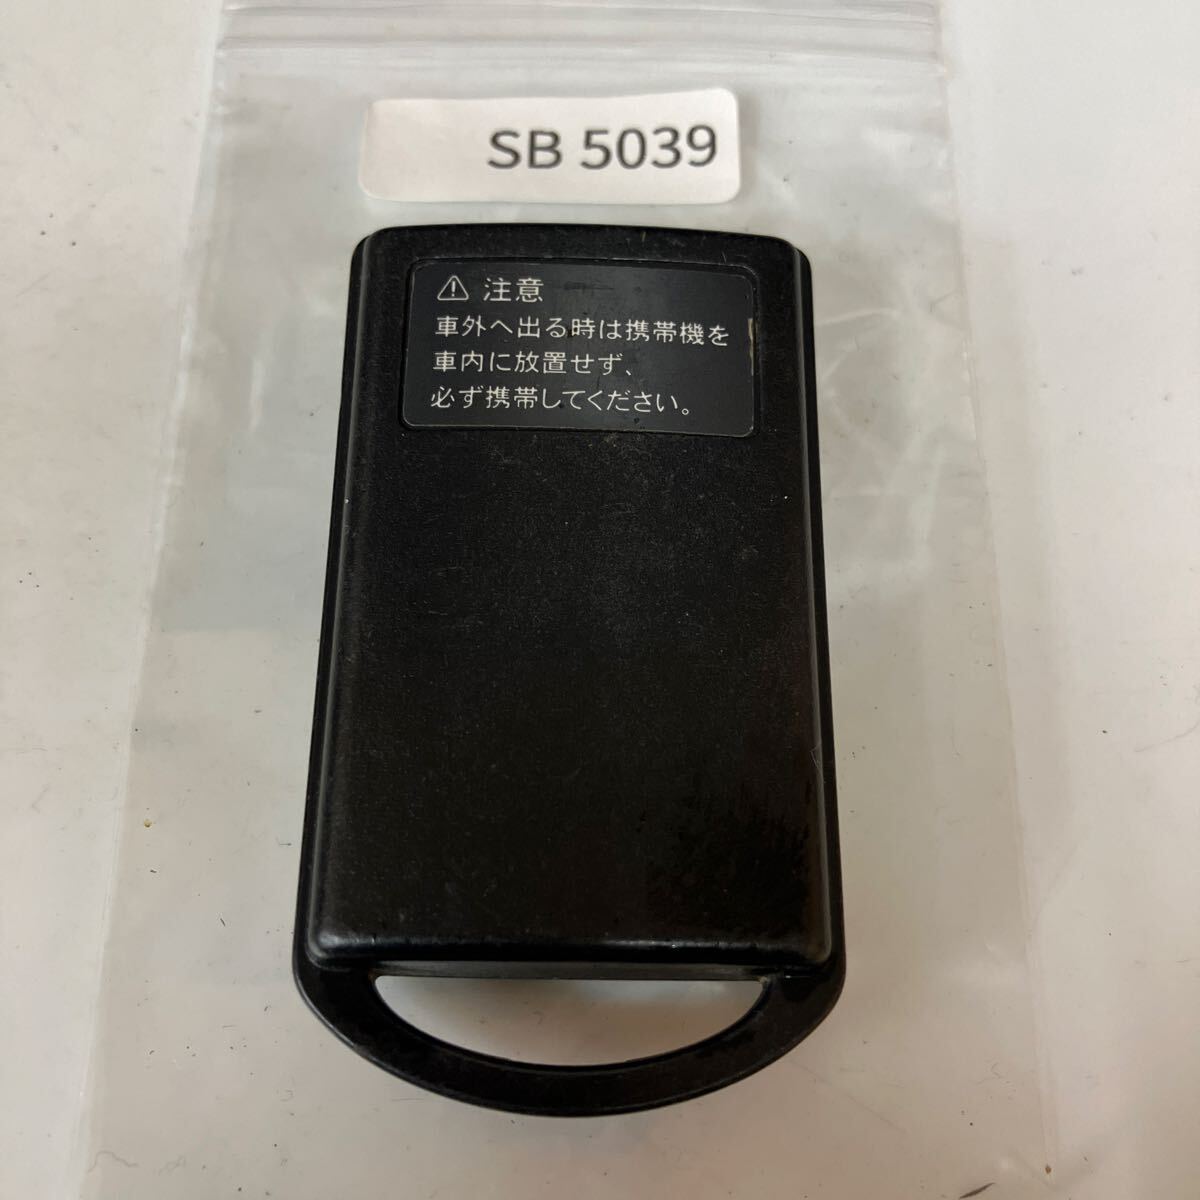 SB 5039
⚠ 注意
車外へ出る時は携帯機を
車内に放置せず、
必ず携帯してください。